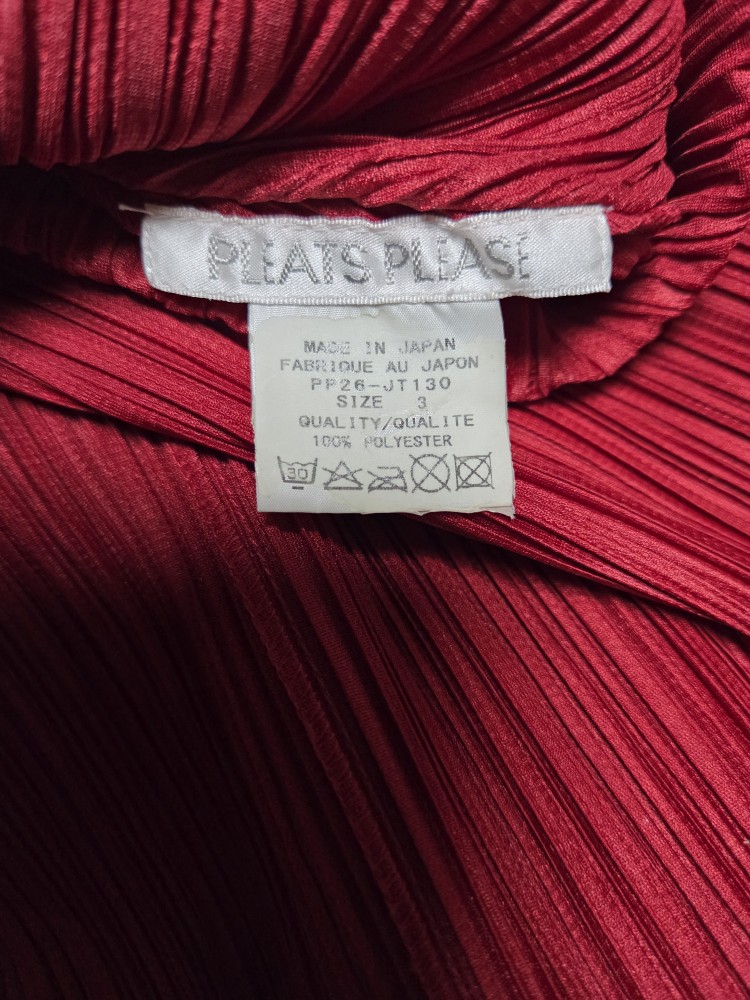 PLEATS PLEASE
MADE IN JAPAN
FABRIQUE AU JAPON
PP26-JT130
SIZE 3
QUALITY/QUALITE
100% POLYESTER
30